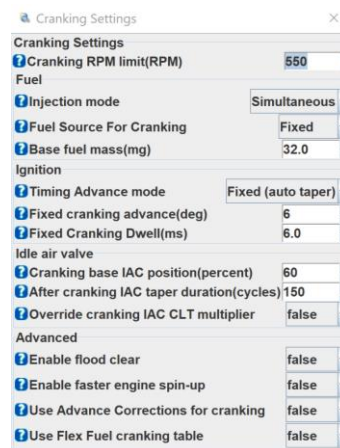 Cranking Settings
Cranking Settings
Cranking RPM limit(RPM) 550
Fuel
Injection mode Simultaneous
Fuel Source For Cranking Fixed
Base fuel mass(mg) 32.0
Ignition
Timing Advance mode Fixed (auto taper)
Fixed cranking advance(deg) 6
Fixed Cranking Dwell(ms) 6.0
Idle air valve
Cranking base IAC position(percent) 60
After cranking IAC taper duration(cycles) 150
Override cranking IAC CLT multiplier false
Advanced
Enable flood clear false
Enable faster engine spin-up false
Use Advance Corrections for cranking false
Use Flex Fuel cranking table false